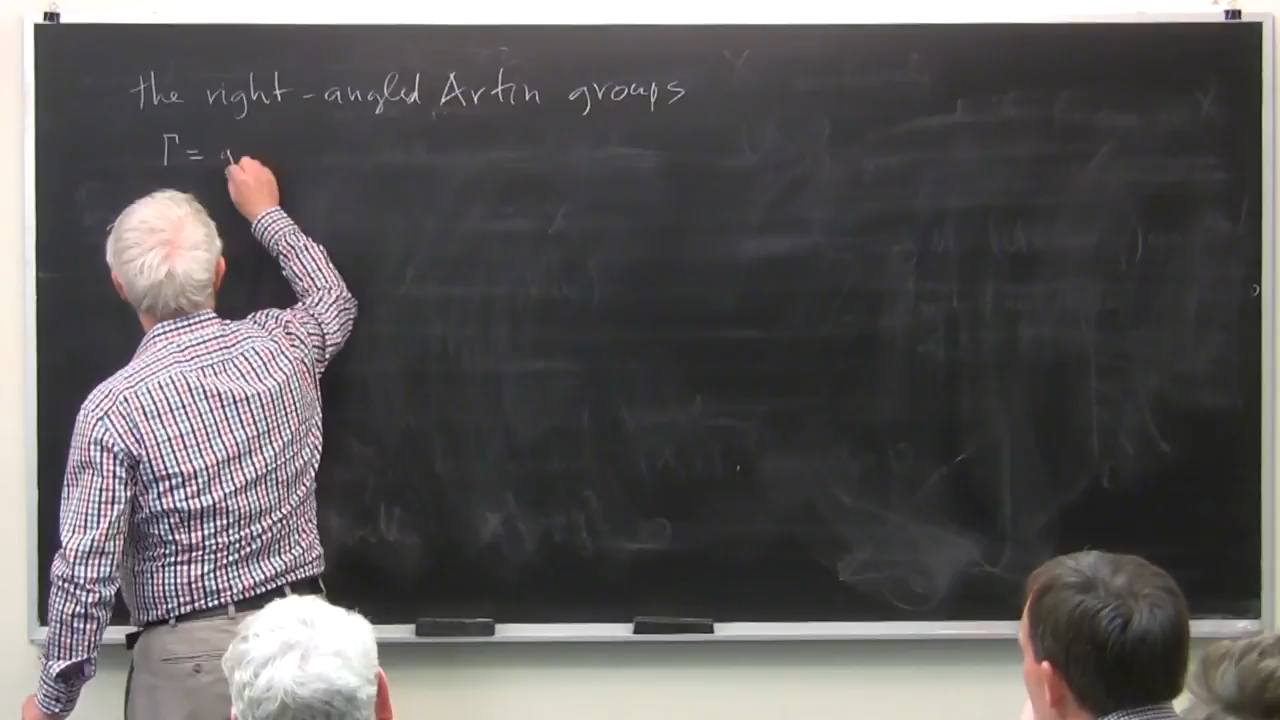 the right-angled Artin groups
Γ =